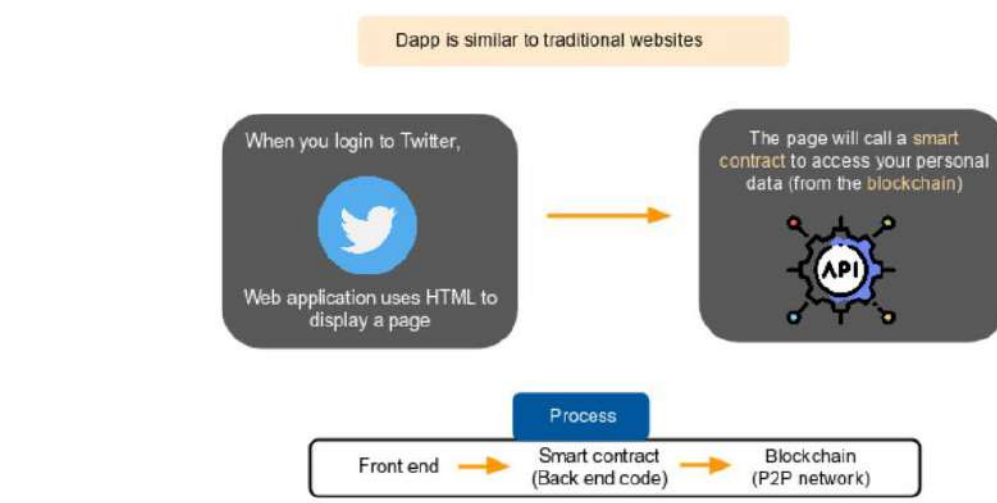 Dapp is similar to traditional websites
When you login to Twitter,
Web application uses HTML to
display a page
The page will call a smart
contract to access your personal
data (from the blockchain)
API
Process
Front end
Smart contract
(Back end code)
Blockchain
(P2P network)